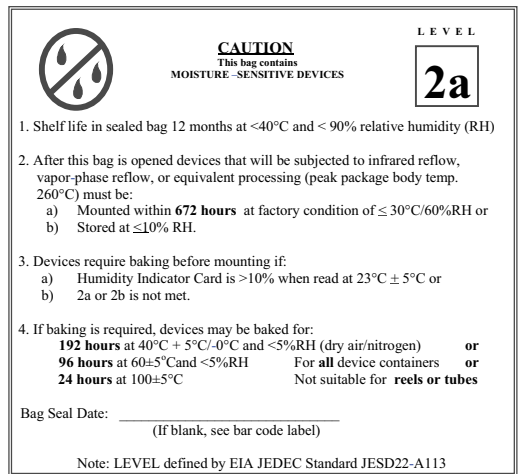 LEVEL
CAUTION
This bag contains
MOISTURE –SENSITIVE DEVICES
2a
1. Shelf life in sealed bag 12 months at <40°C and < 90% relative humidity (RH)
2. After this bag is opened devices that will be subjected to infrared reflow,
vapor-phase reflow, or equivalent processing (peak package body temp.
260°C) must be:
a) Mounted within 672 hours at factory condition of ≤ 30°C/60%RH or
b) Stored at ≤10% RH.
3. Devices require baking before mounting if:
a) Humidity Indicator Card is >10% when read at 23°C ± 5°C or
b) 2a or 2b is not met.
4. If baking is required, devices may be baked for:
192 hours at 40°C + 5°C/-0°C and <5%RH (dry air/nitrogen) or
96 hours at 60±5°Cand <5%RH For all device containers or
24 hours at 100±5°C Not suitable for reels or tubes
Bag Seal Date: ______________________________
(If blank, see bar code label)
Note: LEVEL defined by EIA JEDEC Standard JESD22-A113